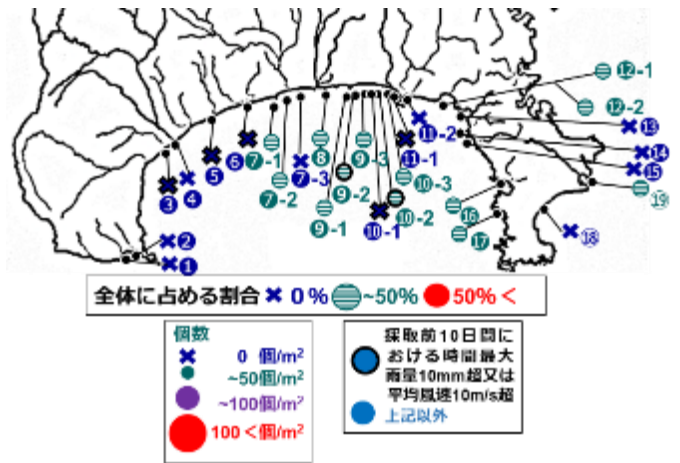 ⑫-1
⑫-2
⑬
⑪-2
⑭
⑥
⑦-1
⑧
⑨-3
⑪-1
⑤
⑮
④
⑦-3
⑨-2
⑩-3
⑲
③
⑦-2
⑨-1
⑩-1
⑩-2
⑯
⑰
⑱
②
①
全体に占める割合 × 0% ~50% 50%<
個数
× 0 個/m²
~50個/m²
~100個/m²
100<個/m²
採取前10日間に
おける時間最大
雨量10mm超又は
平均風速10m/s超
上記以外